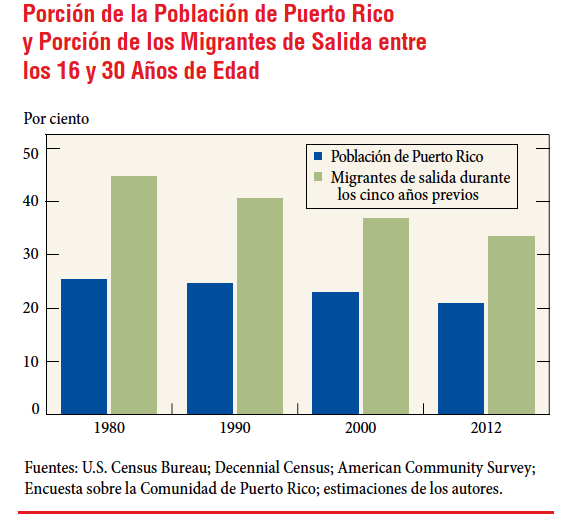 Porción de la Población de Puerto Rico
y Porción de los Migrantes de Salida entre
los 16 y 30 Años de Edad
Por ciento
50
40
30
20
10
0
Población de Puerto Rico
Migrantes de salida durante
los cinco años previos
1980 1990 2000 2012
Fuentes: U.S. Census Bureau; Decennial Census; American Community Survey;
Encuesta sobre la Comunidad de Puerto Rico; estimaciones de los autores.